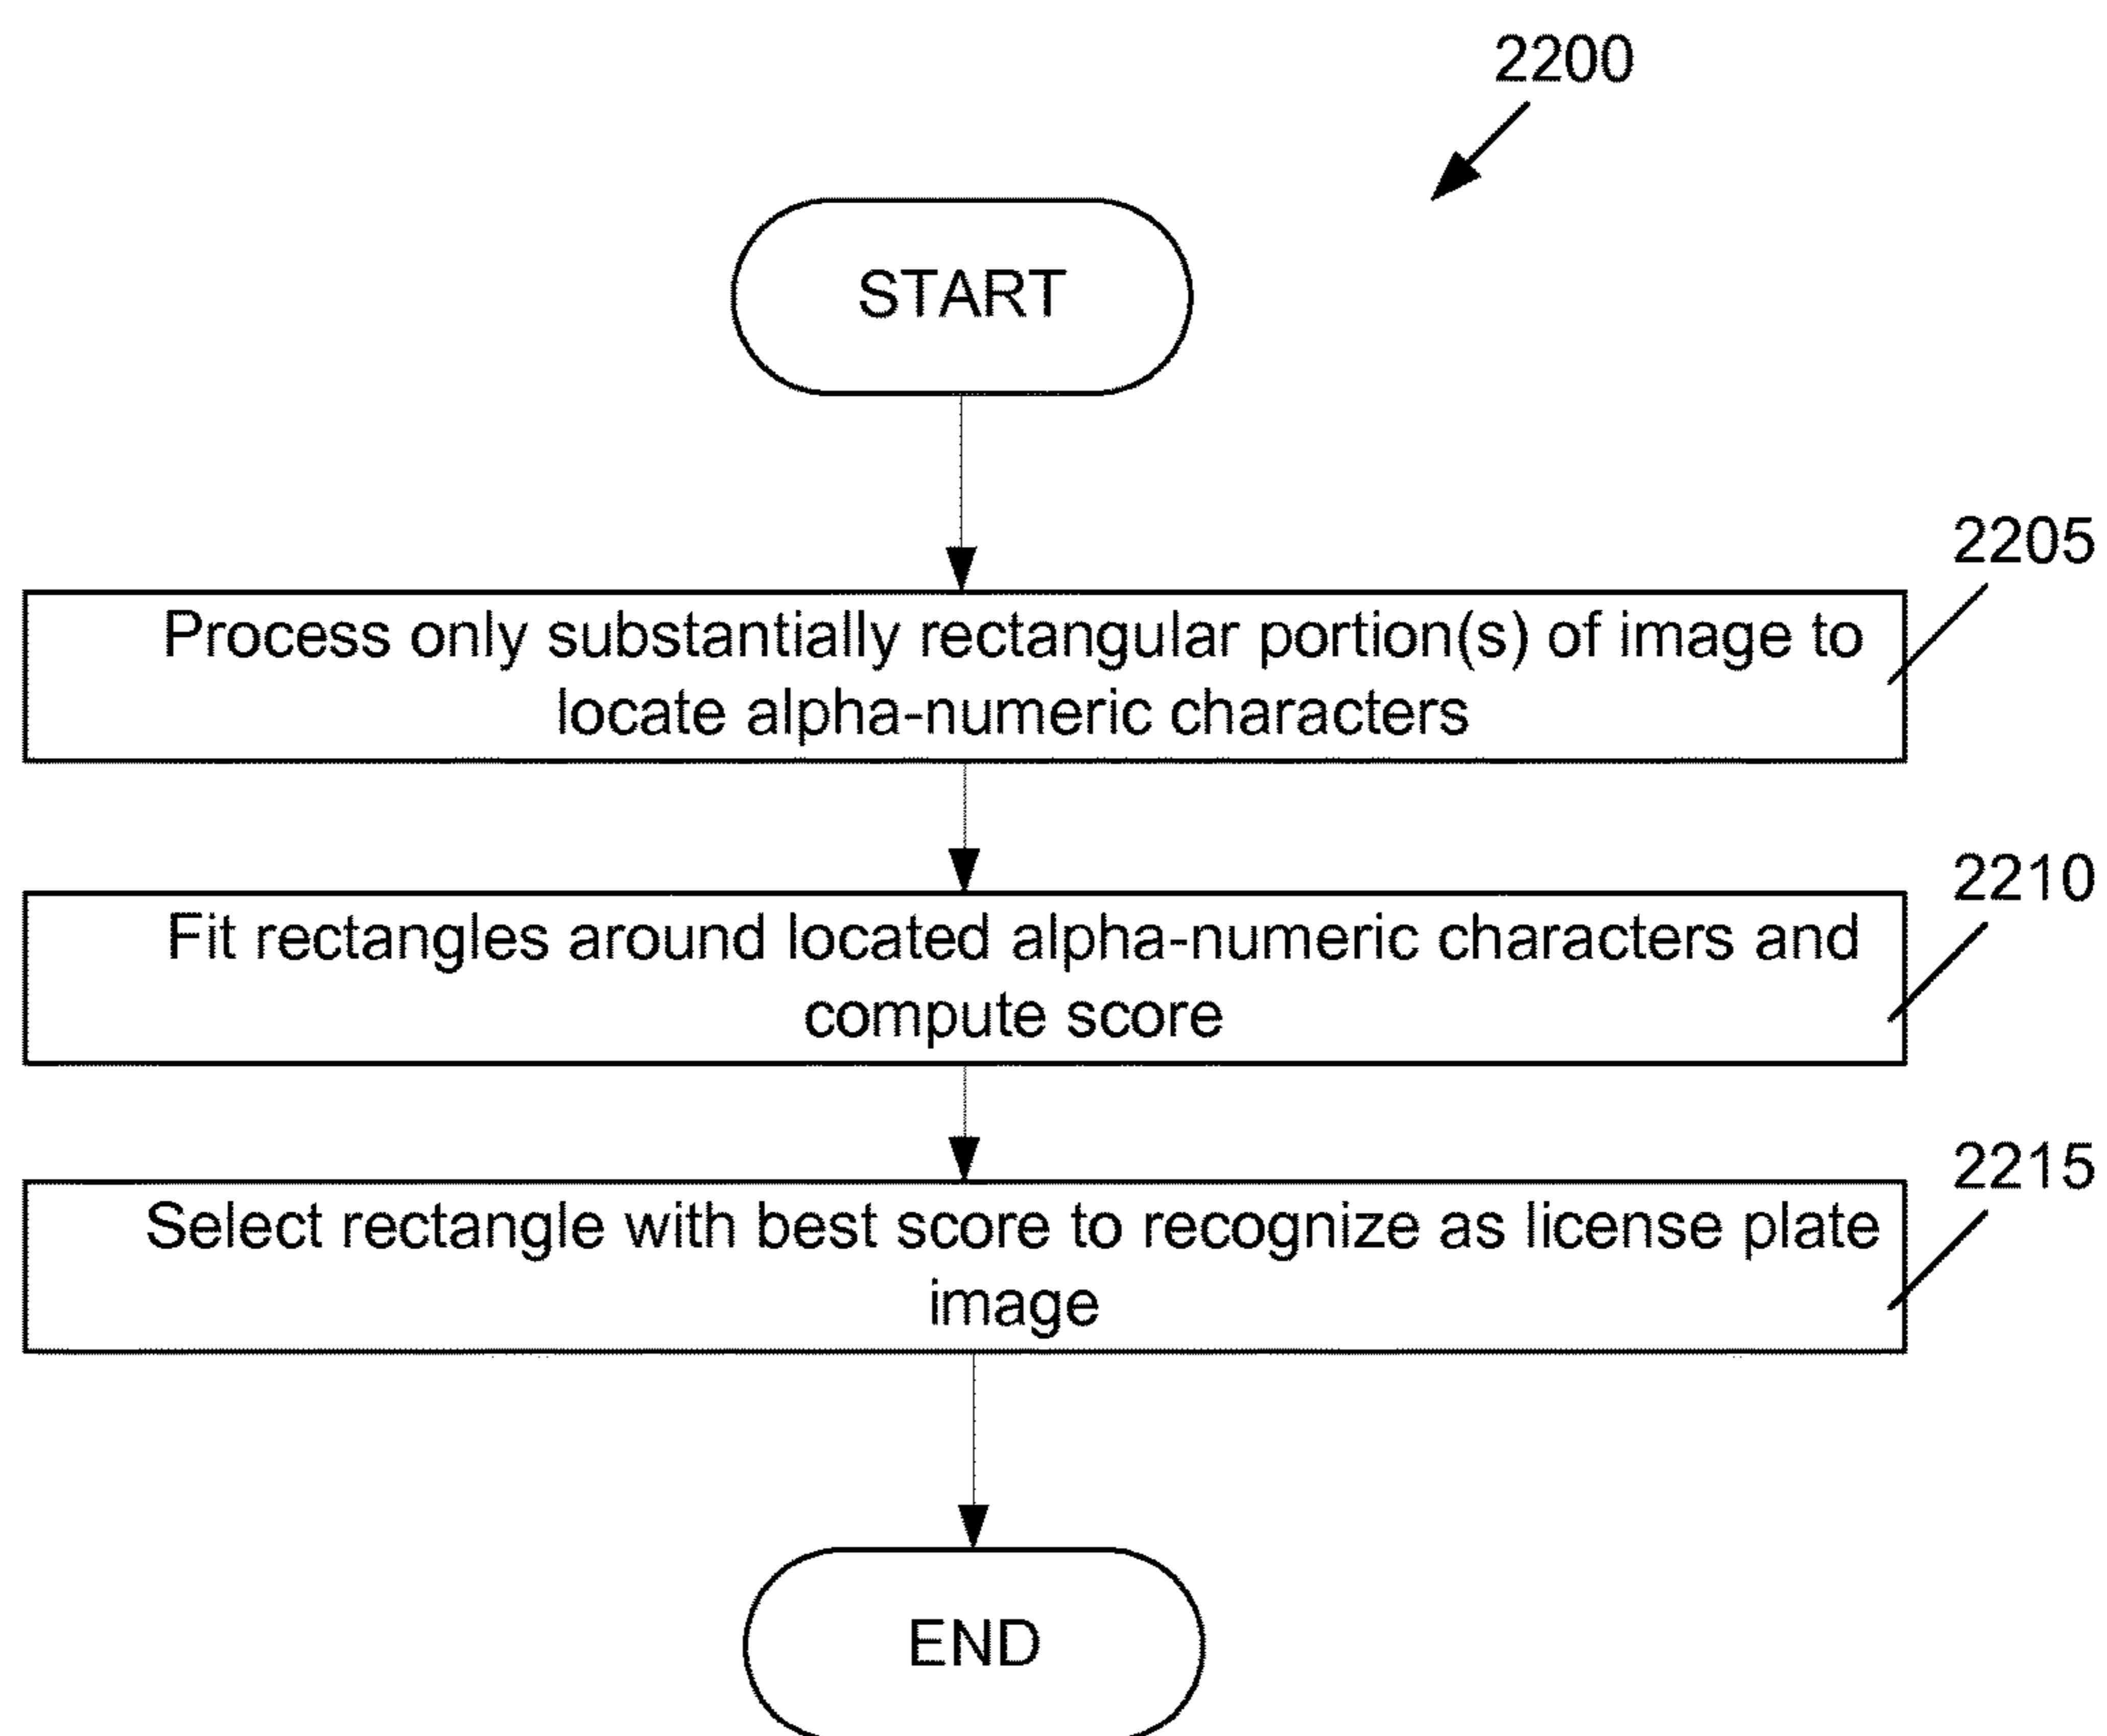 2200
START
2205
Process only substantially rectangular portion(s) of image to
locate alpha-numeric characters
2210
Fit rectangles around located alpha-numeric characters and
compute score
2215
Select rectangle with best score to recognize as license plate
image
END